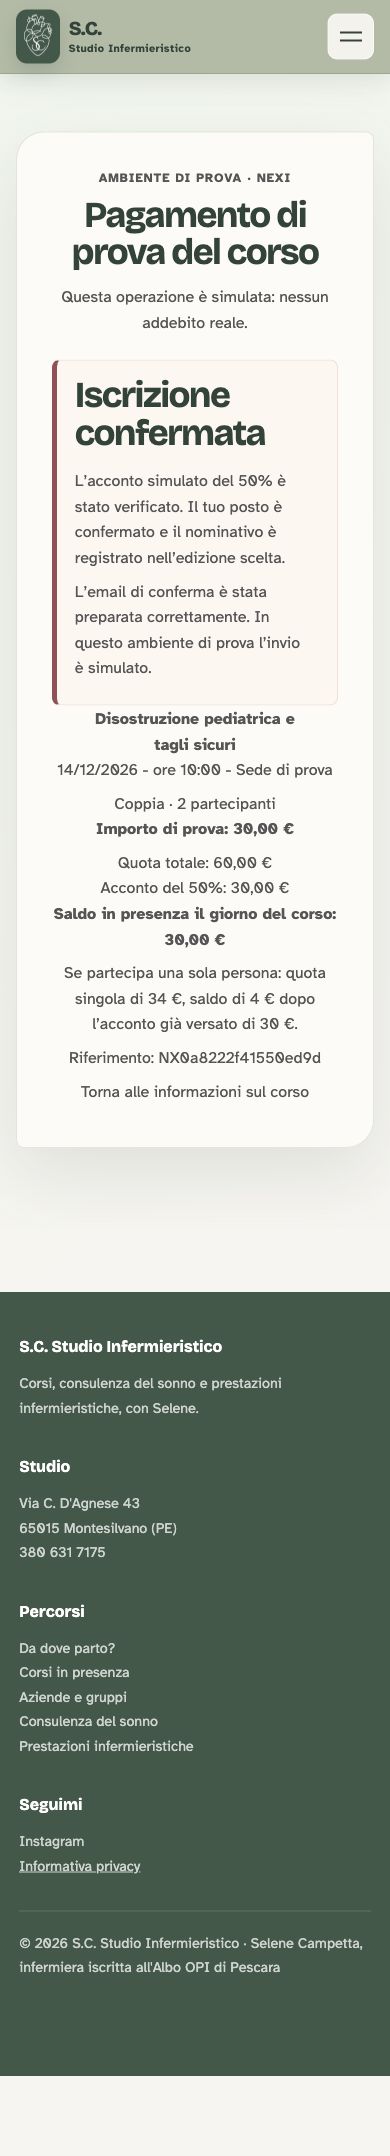 S.C.
Studio Infermieristico
AMBIENTE DI PROVA · NEXI
Pagamento di
prova del corso
Questa operazione è simulata: nessun
addebito reale.
Iscrizione
confermata
L’acconto simulato del 50% è
stato verificato. Il tuo posto è
confermato e il nominativo è
registrato nell’edizione scelta.
L’email di conferma è stata
preparata correttamente. In
questo ambiente di prova l’invio
è simulato.
Disostruzione pediatrica e
tagli sicuri
14/12/2026 - ore 10:00 - Sede di prova
Coppia · 2 partecipanti
Importo di prova: 30,00 €
Quota totale: 60,00 €
Acconto del 50%: 30,00 €
Saldo in presenza il giorno del corso:
30,00 €
Se partecipa una sola persona: quota
singola di 34 €, saldo di 4 € dopo
l’acconto già versato di 30 €.
Riferimento: NX0a8222f41550ed9d
Torna alle informazioni sul corso
S.C. Studio Infermieristico
Corsi, consulenza del sonno e prestazioni
infermieristiche, con Selene.
Studio
Via C. D'Agnese 43
65015 Montesilvano (PE)
380 631 7175
Percorsi
Da dove parto?
Corsi in presenza
Aziende e gruppi
Consulenza del sonno
Prestazioni infermieristiche
Seguimi
Instagram
Informativa privacy
© 2026 S.C. Studio Infermieristico · Selene Campetta,
infermiera iscritta all'Albo OPI di Pescara